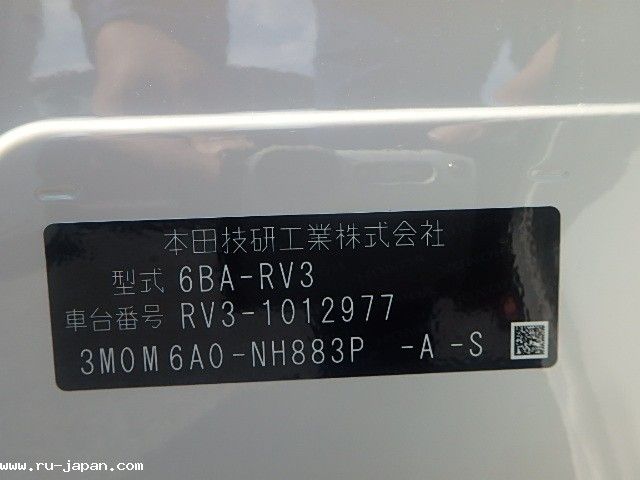 本田技研工業株式会社
型式 6BA-RV3
車台番号 RV3-1012977
3M0M6A0-NH883P -A -S
www.ru-japan.com